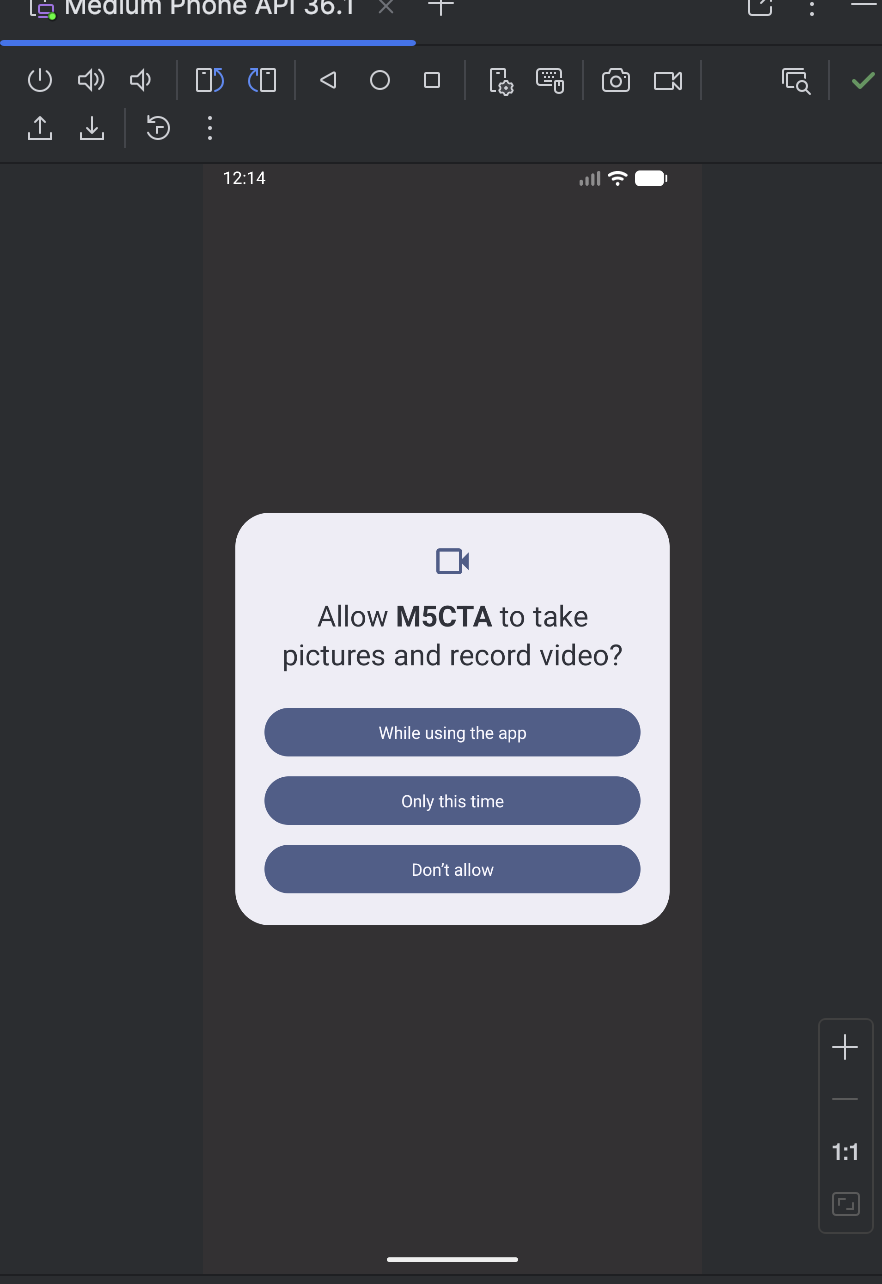 Medium Phone API 36.1
12:14
Allow M5CTA to take
pictures and record video?
While using the app
Only this time
Don’t allow
1:1